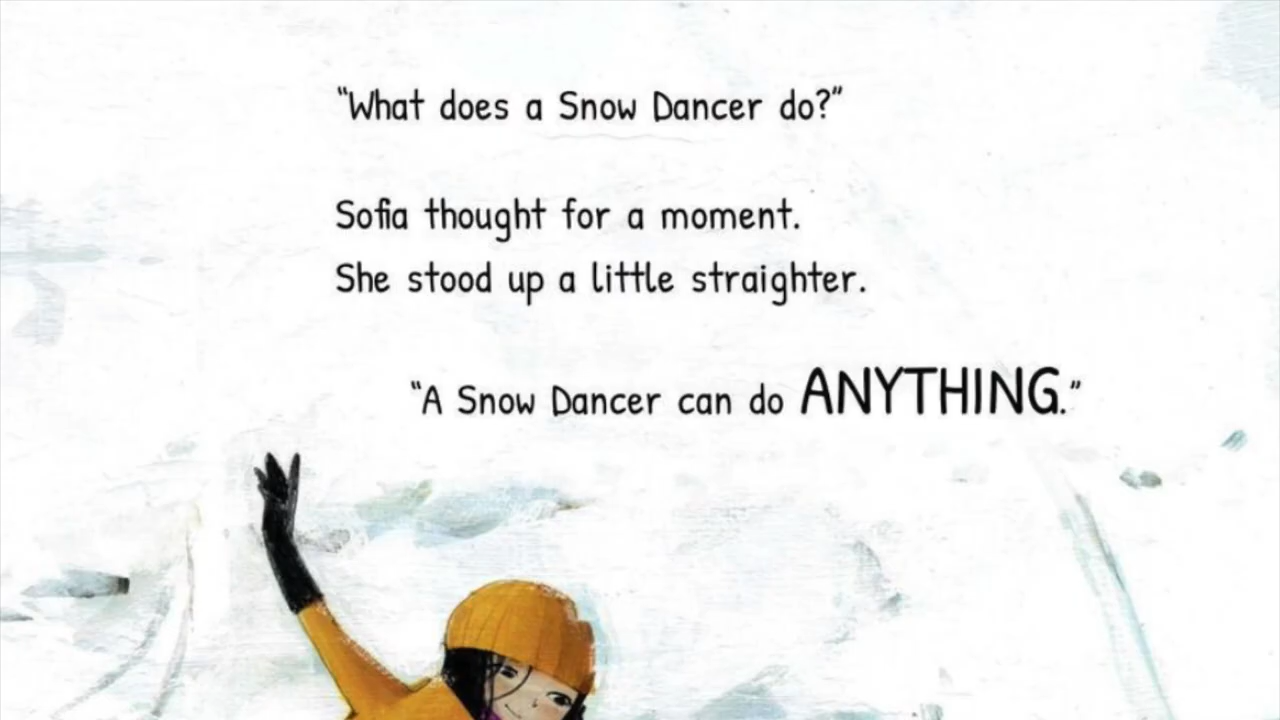 “What does a Snow Dancer do?”
Sofia thought for a moment.
She stood up a little straighter.
“A Snow Dancer can do ANYTHING.”